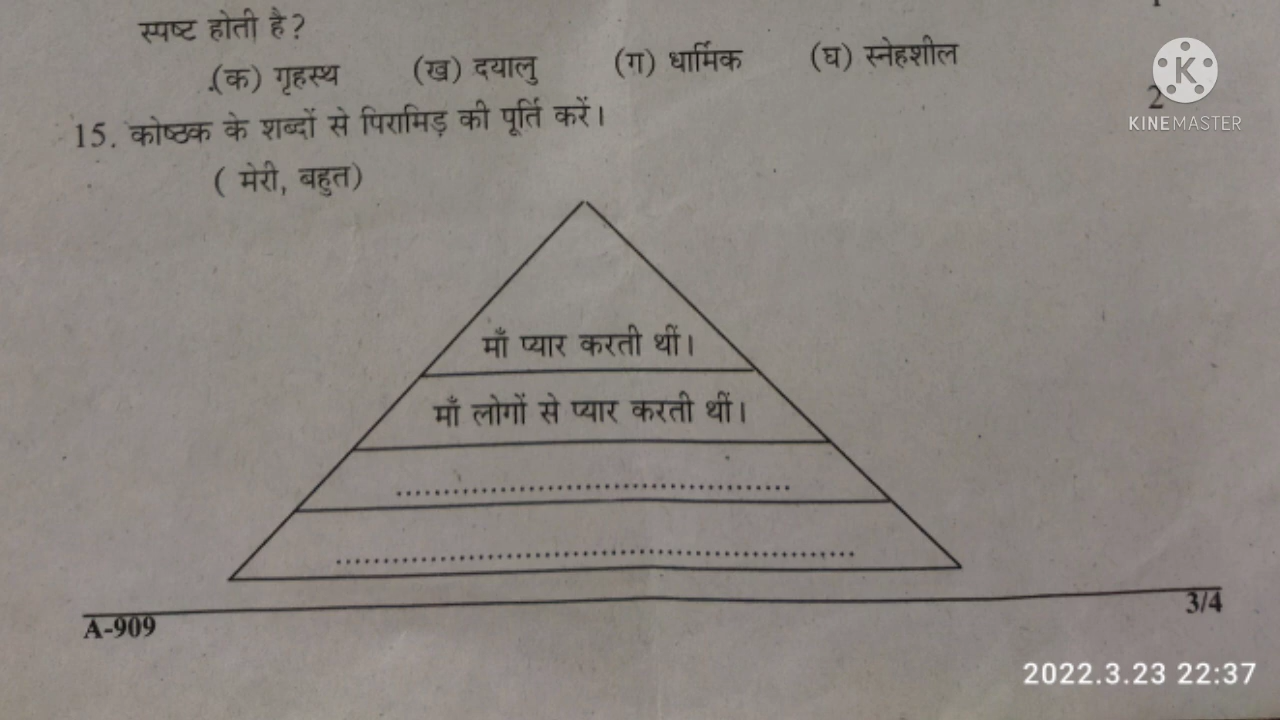 स्पष्ट होती है?
(क) गृहस्थ (ख) दयालु (ग) धार्मिक (घ) स्नेहशील
2
K
KINEMASTER
15. कोष्ठक के शब्दों से पिरामिड़ की पूर्ति करें।
( मेरी, बहुत)
माँ प्यार करती थीं।
माँ लोगों से प्यार करती थीं।
........................................
....................................................
A-909
3/4
2022.3.23 22:37